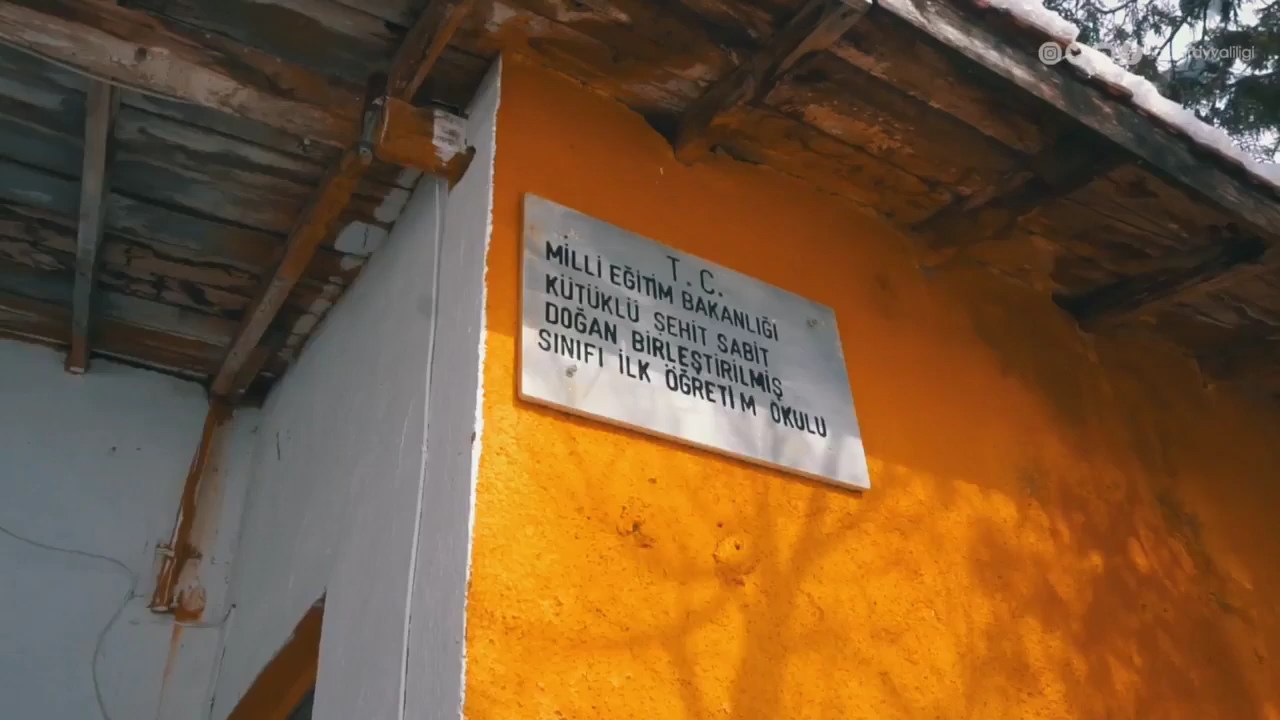 T.C.
MİLLİ EĞİTİM BAKANLIĞI
KÜTÜKLÜ ŞEHİT SABİT
DOĞAN BİRLEŞTİRİLMİŞ
SINIFI İLK ÖĞRETİM OKULU